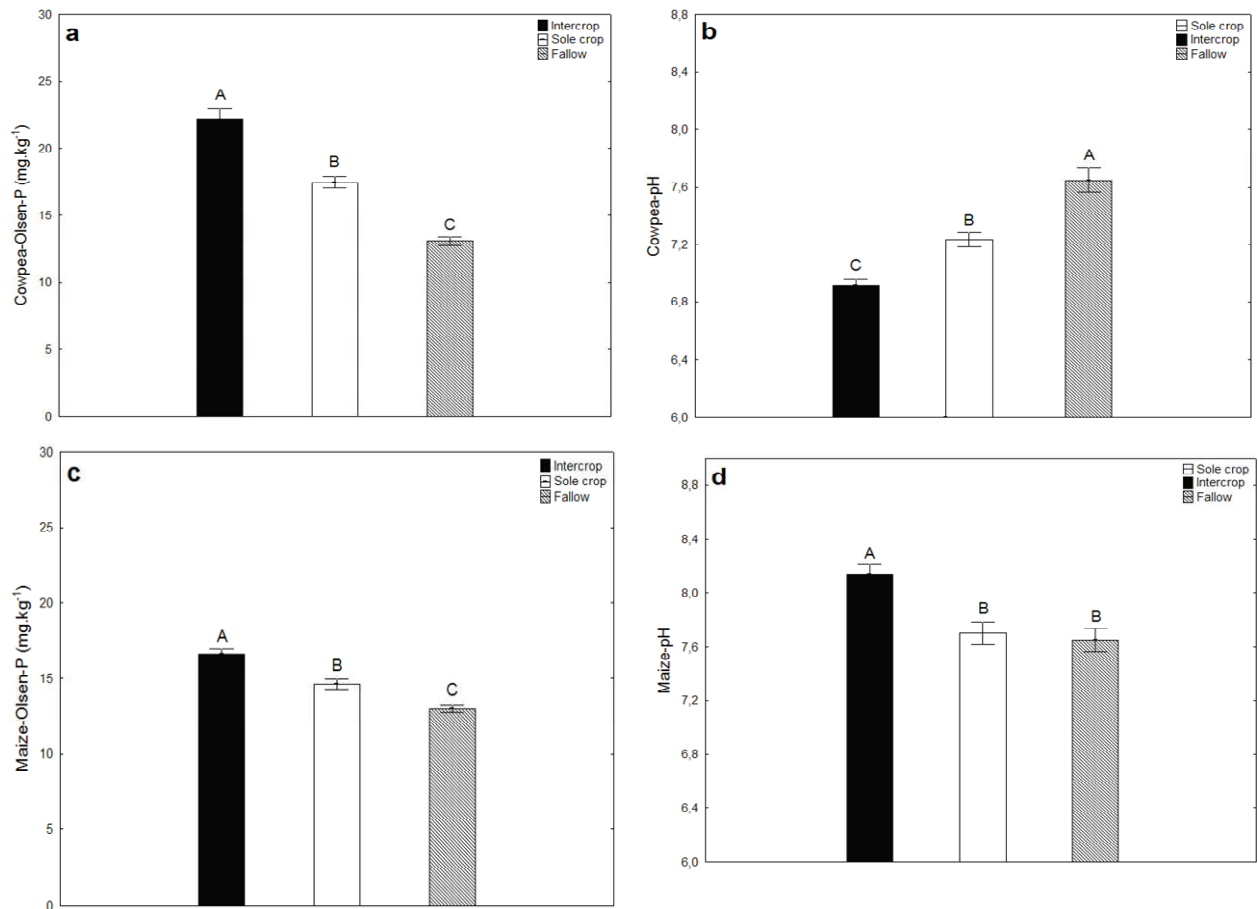 a
30
25
20
15
10
5
0
Cowpea-Olsen-P (mg.kg⁻¹)
Intercrop
Sole crop
Fallow
A
B
C
b
8,8
8,4
8,0
7,6
7,2
6,8
6,4
6,0
Cowpea-pH
Sole crop
Intercrop
Fallow
C
B
A
c
30
25
20
15
10
5
0
Maize-Olsen-P (mg.kg⁻¹)
Intercrop
Sole crop
Fallow
A
B
C
d
8,8
8,4
8,0
7,6
7,2
6,8
6,4
6,0
Maize-pH
Sole crop
Intercrop
Fallow
A
B
B